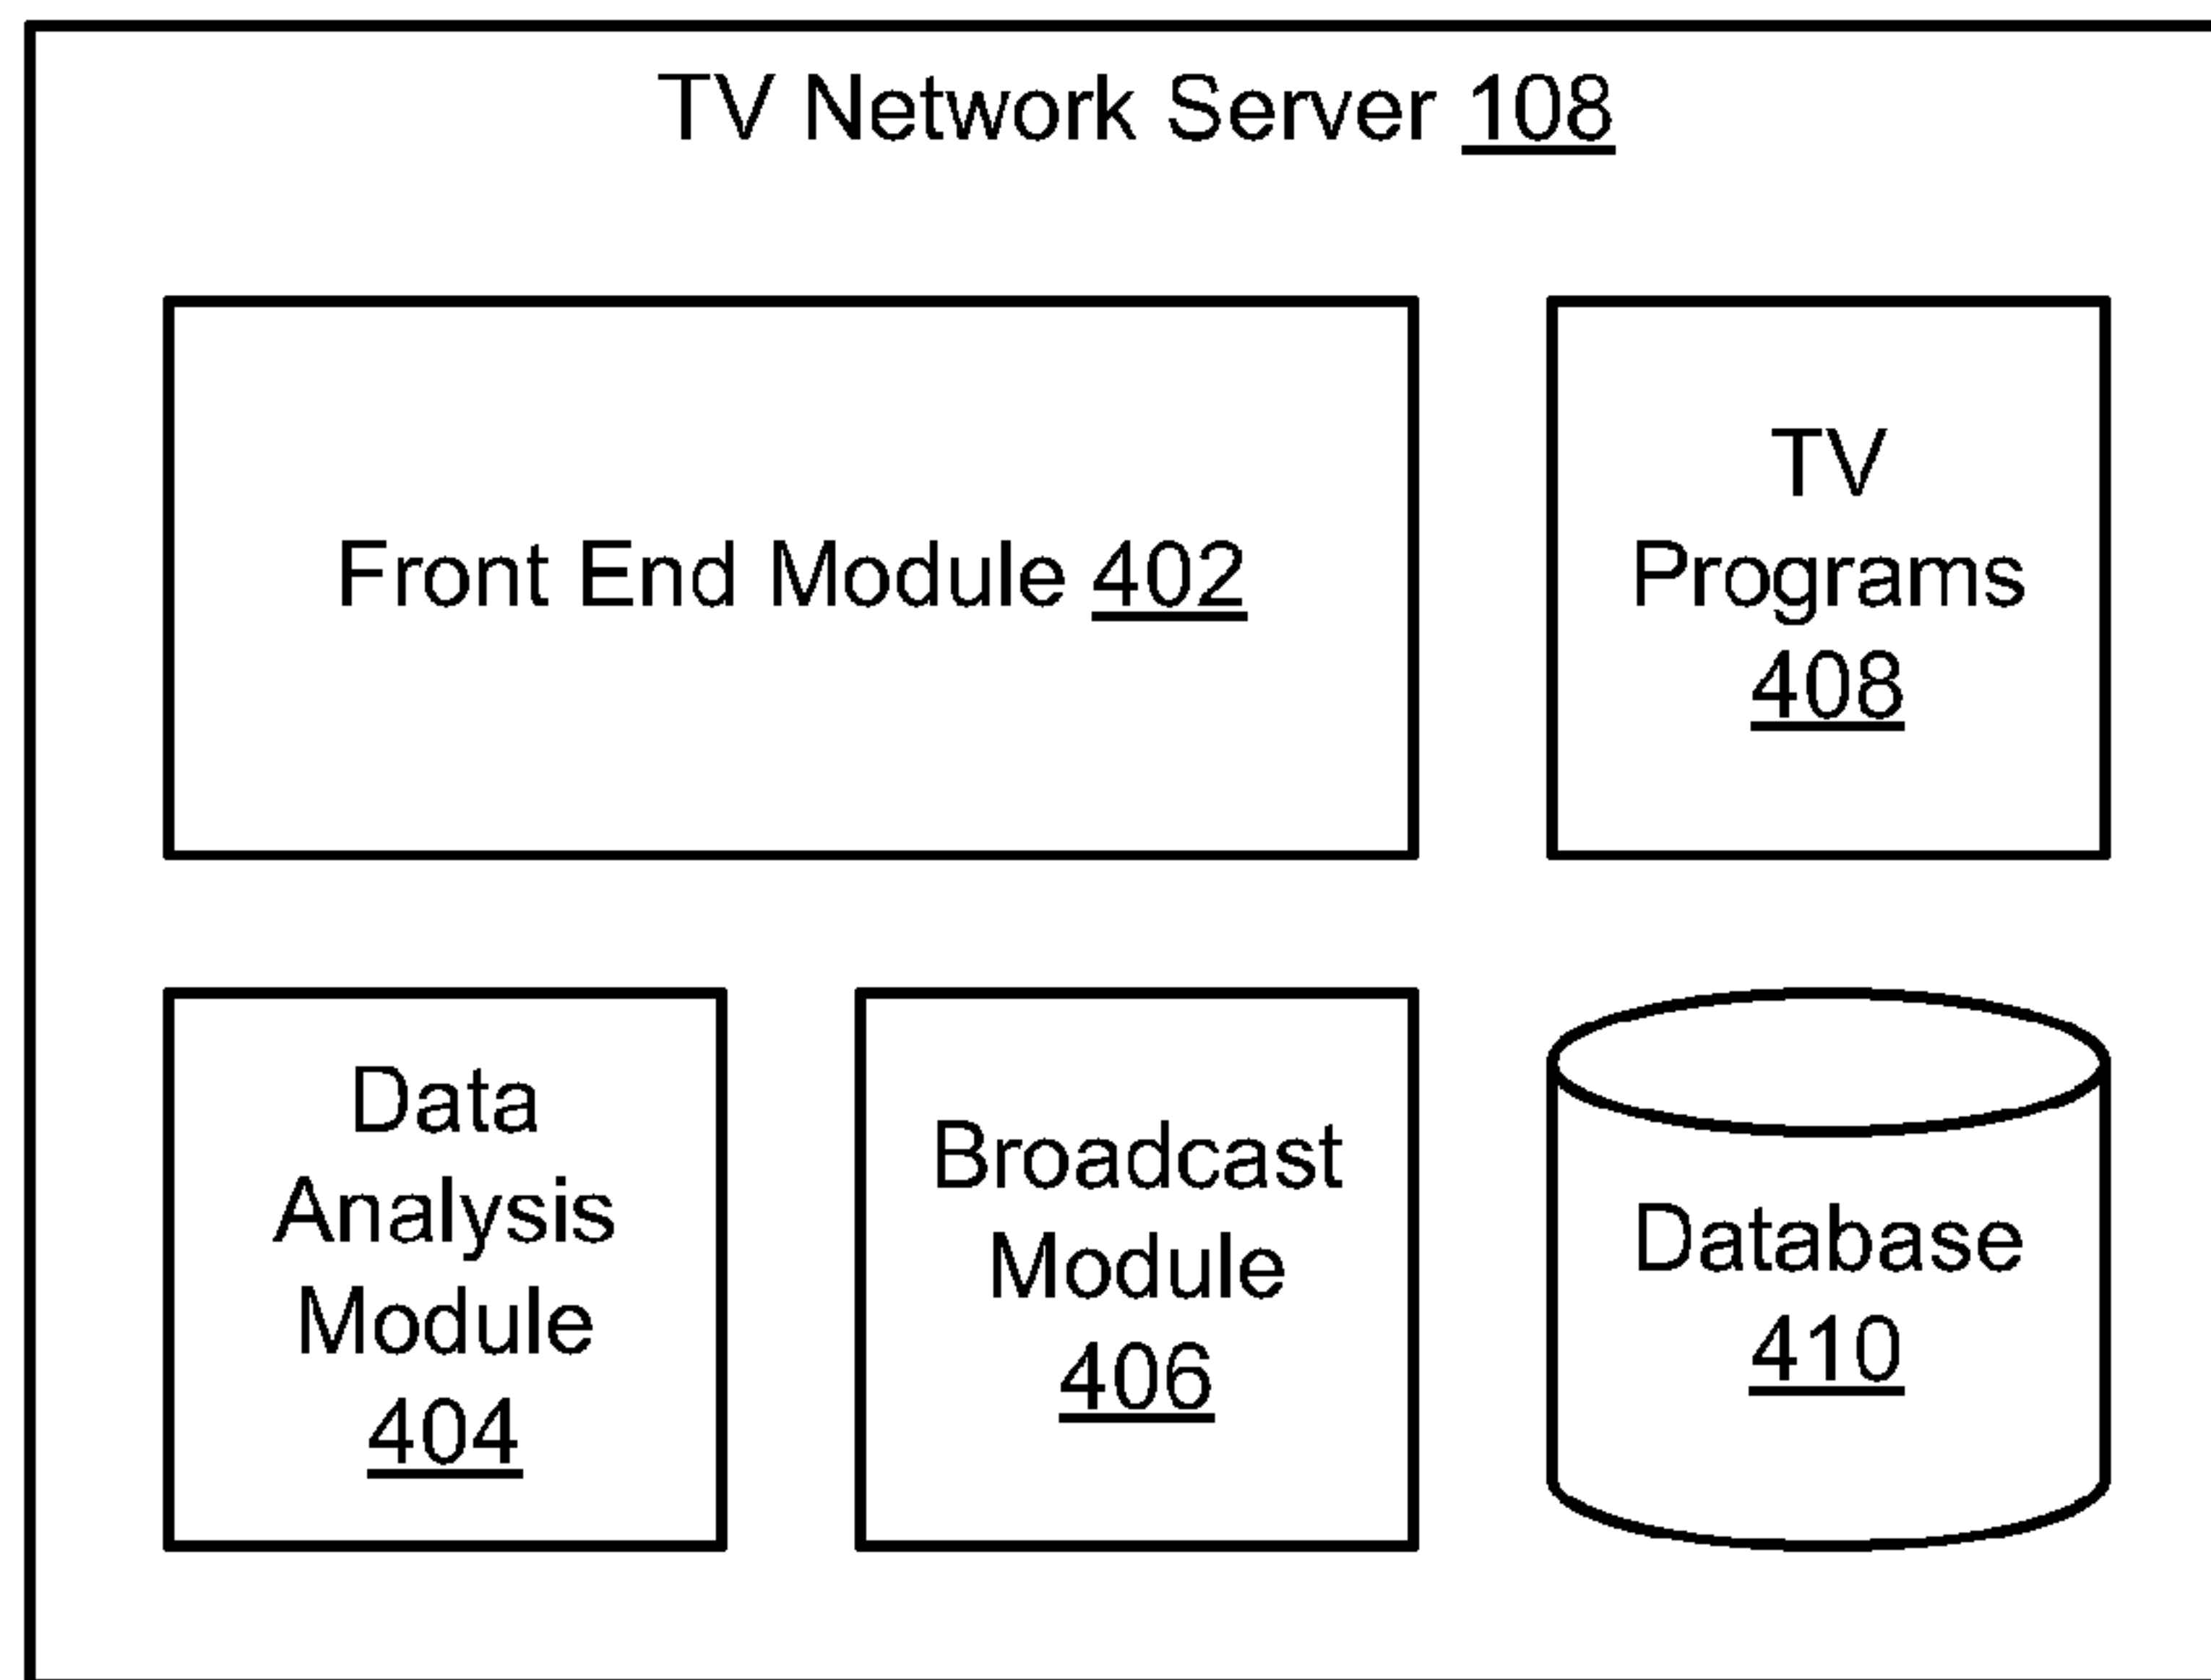 TV Network Server 108
Front End Module 402
TV
Programs
408
Data
Analysis
Module
404
Broadcast
Module
406
Database
410